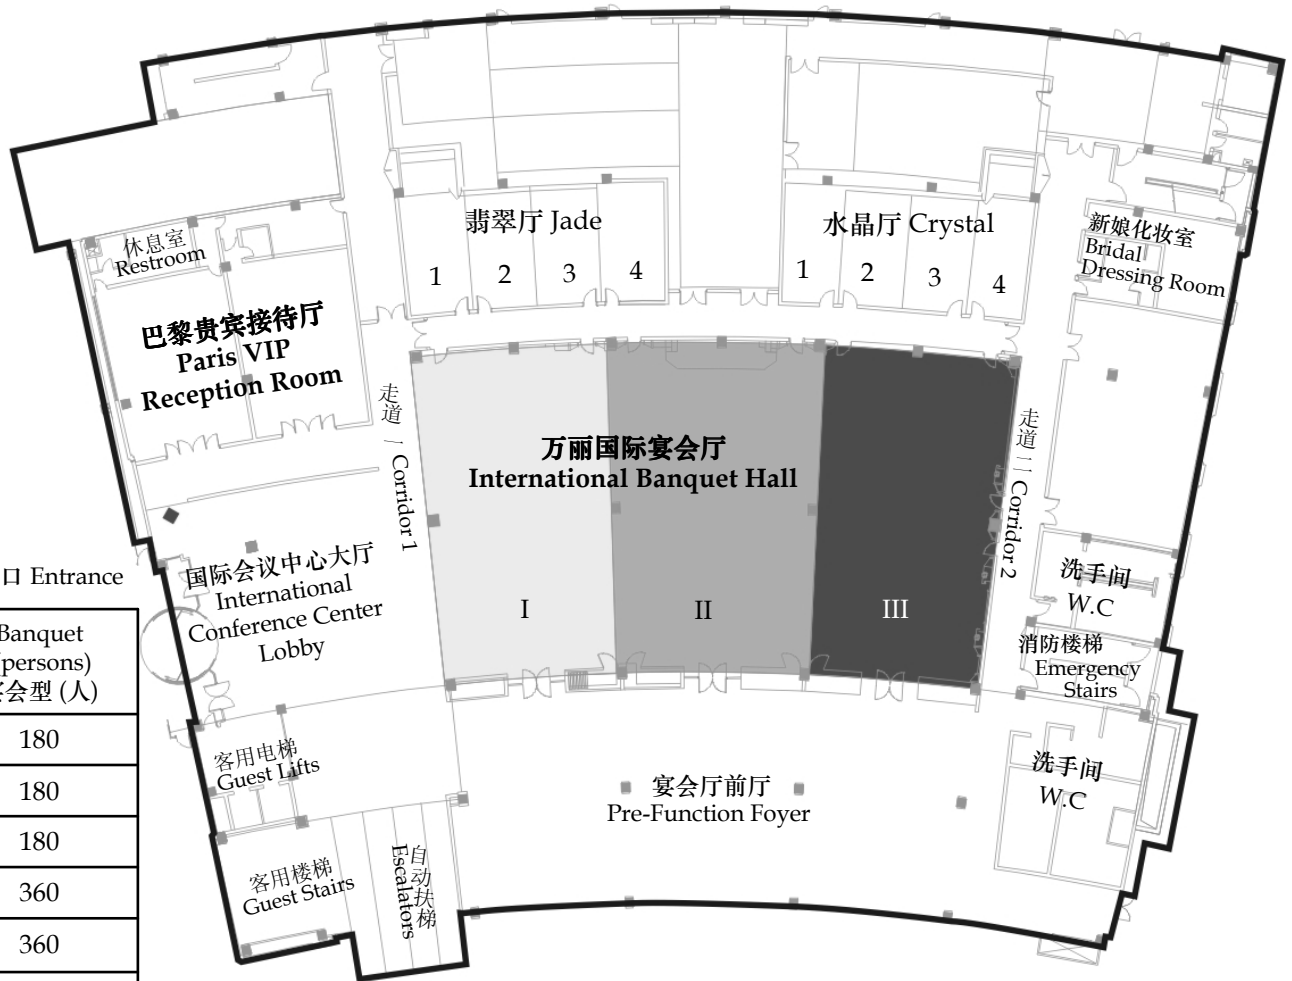 翡翠厅 Jade
1
2
3
4
水晶厅 Crystal
1
2
3
4
新娘化妆室
Bridal
Dressing Room
休息室
Restroom
巴黎贵宾接待厅
Paris VIP
Reception Room
走道一 Corridor 1
万丽国际宴会厅
International Banquet Hall
I
II
III
走道二 Corridor 2
国际会议中心大厅
International
Conference Center
Lobby
洗手间
W.C
消防楼梯
Emergency
Stairs
口 Entrance
Banquet
persons)
会型 (人)
180
180
180
360
360
客用电梯
Guest Lifts
宴会厅前厅
Pre-Function Foyer
洗手间
W.C
客用楼梯
Guest Stairs
自动扶梯
Escalators